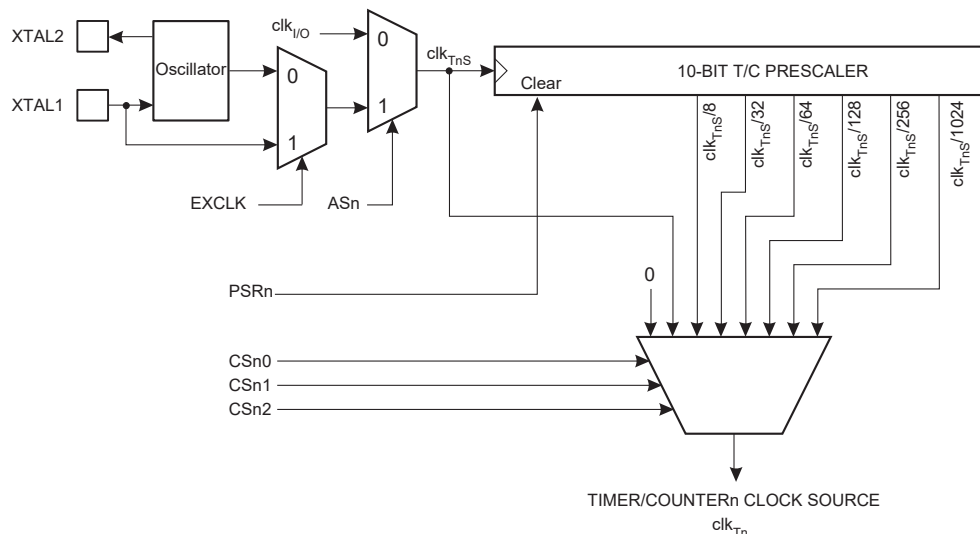 XTAL2
XTAL1
Oscillator
clkI/O
0
1
0
1
clkTnS
EXCLK
ASn
10-BIT T/C PRESCALER
Clear
clkTnS/8
clkTnS/32
clkTnS/64
clkTnS/128
clkTnS/256
clkTnS/1024
PSRn
0
CSn0
CSn1
CSn2
TIMER/COUNTERn CLOCK SOURCE
clkTn